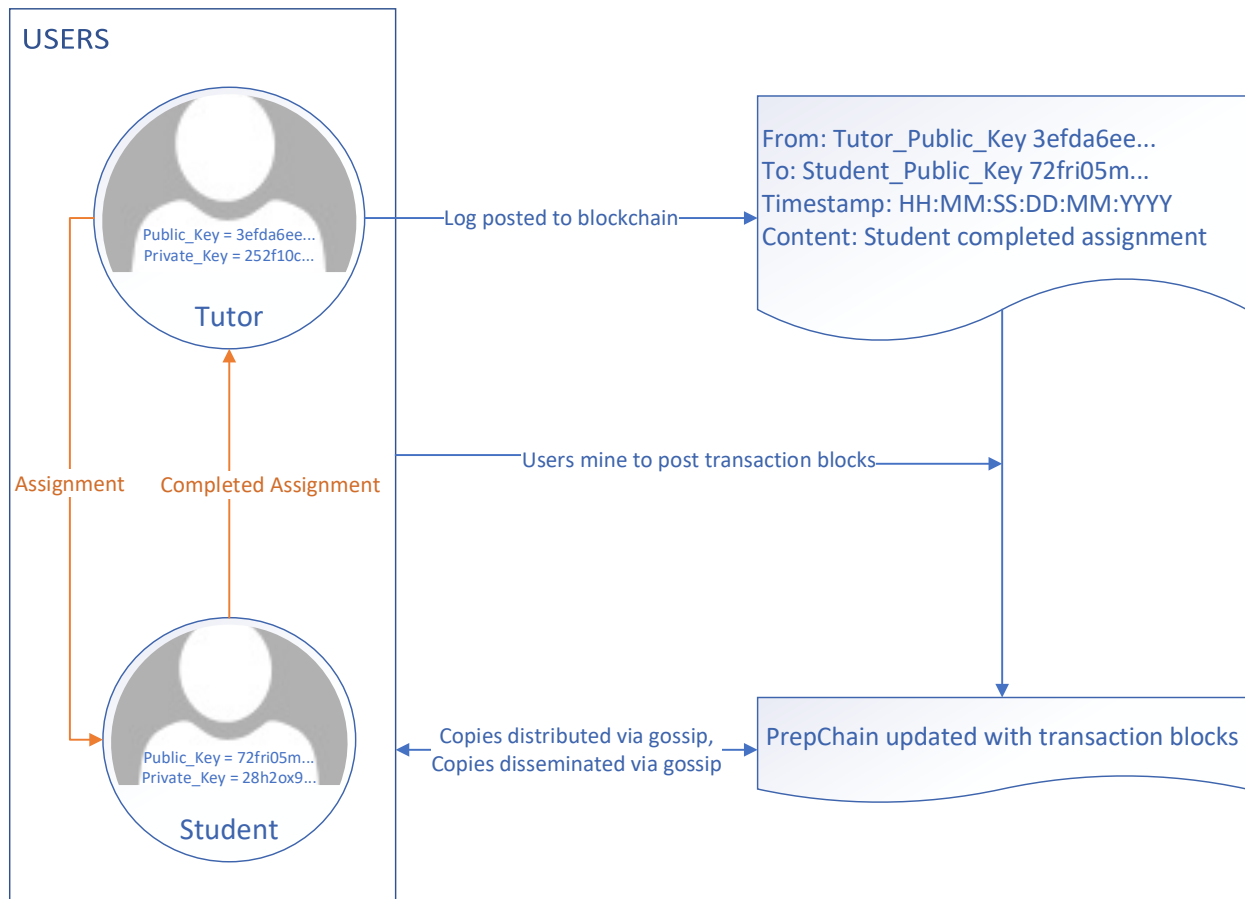 USERS
Public_Key = 3efda6ee...
Private_Key = 252f10c...
Tutor
Log posted to blockchain
From: Tutor_Public_Key 3efda6ee...
To: Student_Public_Key 72fri05m...
Timestamp: HH:MM:SS:DD:MM:YYYY
Content: Student completed assignment
Assignment
Completed Assignment
Users mine to post transaction blocks
Public_Key = 72fri05m...
Private_Key = 28h2ox9...
Student
Copies distributed via gossip,
Copies disseminated via gossip
PrepChain updated with transaction blocks